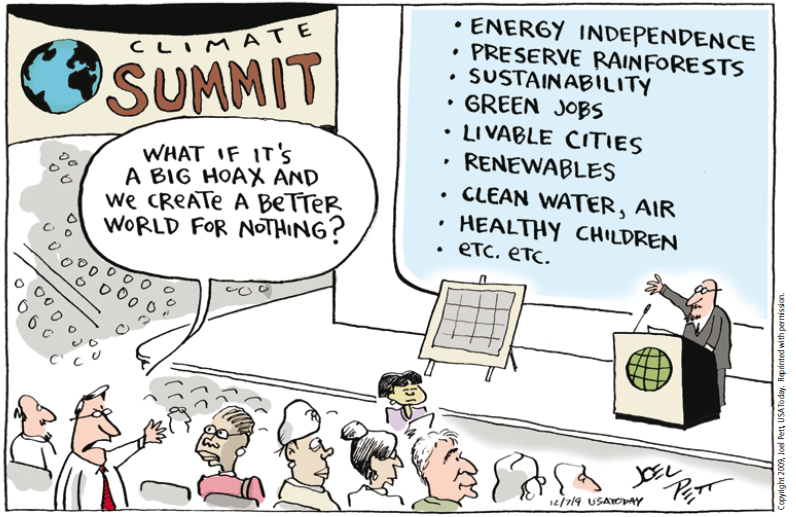 CLIMATE
SUMMIT
WHAT IF IT'S
A BIG HOAX AND
WE CREATE A BETTER
WORLD FOR NOTHING?
• ENERGY INDEPENDENCE
• PRESERVE RAINFORESTS
• SUSTAINABILITY
• GREEN JOBS
• LIVABLE CITIES
• RENEWABLES
• CLEAN WATER, AIR
• HEALTHY CHILDREN
• etc. etc.
JOEL
PETT
12/7/9 USA TODAY
Copyright 2009, Joel Pett, USA Today. Reprinted with permission.